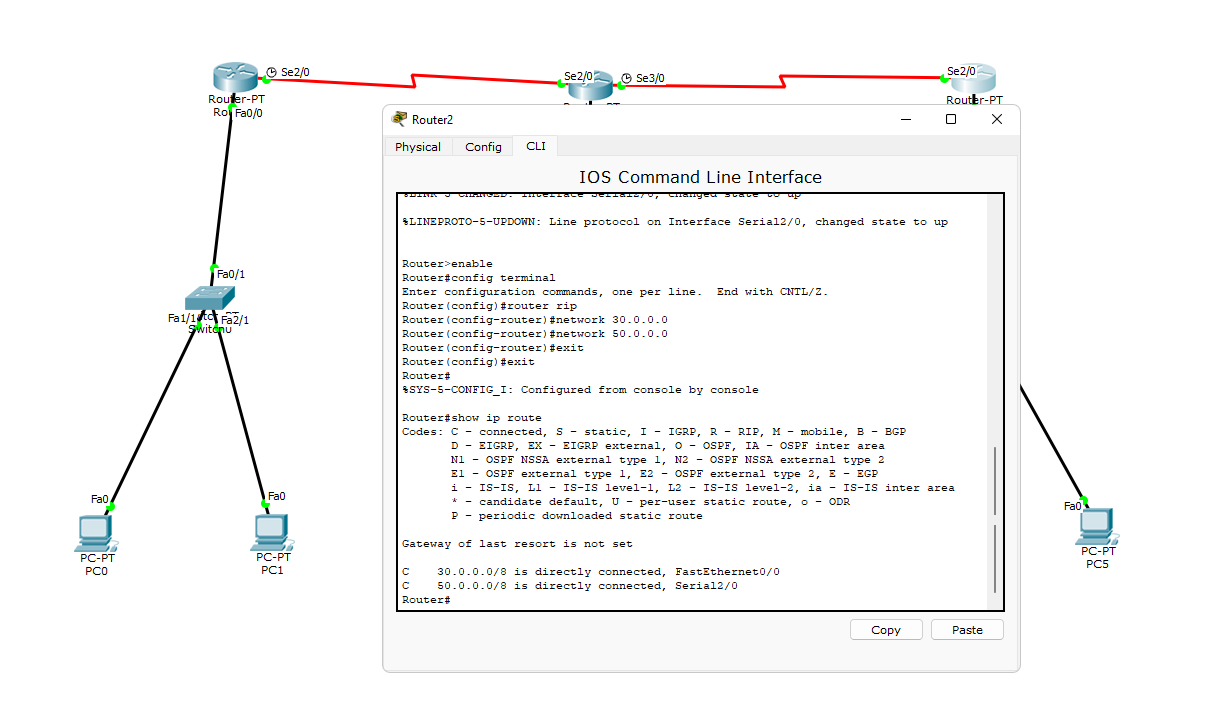 Se2/0
Se2/0
Se3/0
Se2/0
Router-PT
Fa0/0
Router-PT
Router2
Physical
Config
CLI
IOS Command Line Interface
%LINK-5-CHANGED: Interface Serial2/0, changed state to up
%LINEPROTO-5-UPDOWN: Line protocol on Interface Serial2/0, changed state to up
Router>enable
Router#config terminal
Enter configuration commands, one per line.  End with CNTL/Z.
Router(config)#router rip
Router(config-router)#network 30.0.0.0
Router(config-router)#network 50.0.0.0
Router(config-router)#exit
Router(config)#exit
Router#
%SYS-5-CONFIG_I: Configured from console by console
Router#show ip route
Codes: C - connected, S - static, I - IGRP, R - RIP, M - mobile, B - BGP
D - EIGRP, EX - EIGRP external, O - OSPF, IA - OSPF inter area
N1 - OSPF NSSA external type 1, N2 - OSPF NSSA external type 2
E1 - OSPF external type 1, E2 - OSPF external type 2, E - EGP
i - IS-IS, L1 - IS-IS level-1, L2 - IS-IS level-2, ia - IS-IS inter area
* - candidate default, U - per-user static route, o - ODR
P - periodic downloaded static route
Gateway of last resort is not set
C    30.0.0.0/8 is directly connected, FastEthernet0/0
C    50.0.0.0/8 is directly connected, Serial2/0
Router#
Copy
Paste
Fa0/1
Fa1/1
Fa2/1
Fa0
PC-PT
PC0
Fa0
PC-PT
PC1
Fa0
PC-PT
PC5